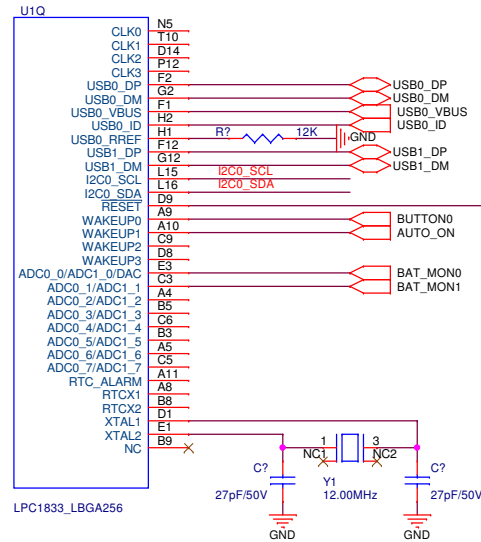 U1Q
CLK0 N5
CLK1 T10
CLK2 D14
CLK3 P12
USB0_DP F2 USB0_DP
USB0_DM G2 USB0_DM
USB0_VBUS F1 USB0_VBUS
USB0_ID H2 USB0_ID
USB0_RREF H1 R? 12K GND
USB1_DP F12 USB1_DP
USB1_DM G12 USB1_DM
I2C0_SCL L15 I2C0_SCL
I2C0_SDA L16 I2C0_SDA
RESET D9
WAKEUP0 A9 BUTTON0
WAKEUP1 A10 AUTO_ON
WAKEUP2 C9
WAKEUP3 D8
ADC0_0/ADC1_0/DAC E3 BAT_MON0
ADC0_1/ADC1_1 C3 BAT_MON1
ADC0_2/ADC1_2 A4
ADC0_3/ADC1_3 B5
ADC0_4/ADC1_4 C6
ADC0_5/ADC1_5 B3
ADC0_6/ADC1_6 A5
ADC0_7/ADC1_7 C5
RTC_ALARM A11
RTCX1 A8
RTCX2 B8
XTAL1 D1
XTAL2 E1
NC B9
1 3
NC1 NC2
C? Y1 C?
27pF/50V 12.00MHz 27pF/50V
LPC1833_LBGA256
GND GND